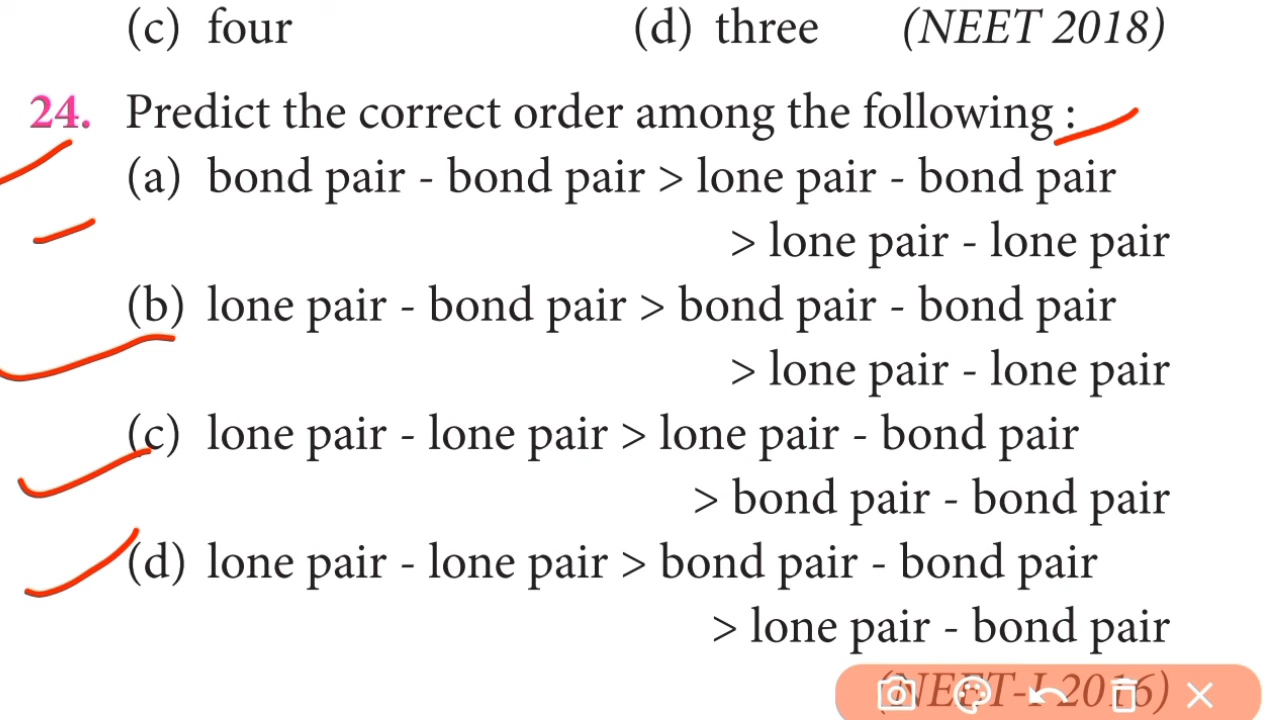 (c) four (d) three (NEET 2018)
24. Predict the correct order among the following :
(a) bond pair - bond pair > lone pair - bond pair
> lone pair - lone pair
(b) lone pair - bond pair > bond pair - bond pair
> lone pair - lone pair
(c) lone pair - lone pair > lone pair - bond pair
> bond pair - bond pair
(d) lone pair - lone pair > bond pair - bond pair
> lone pair - bond pair
(NEET-I 2016)